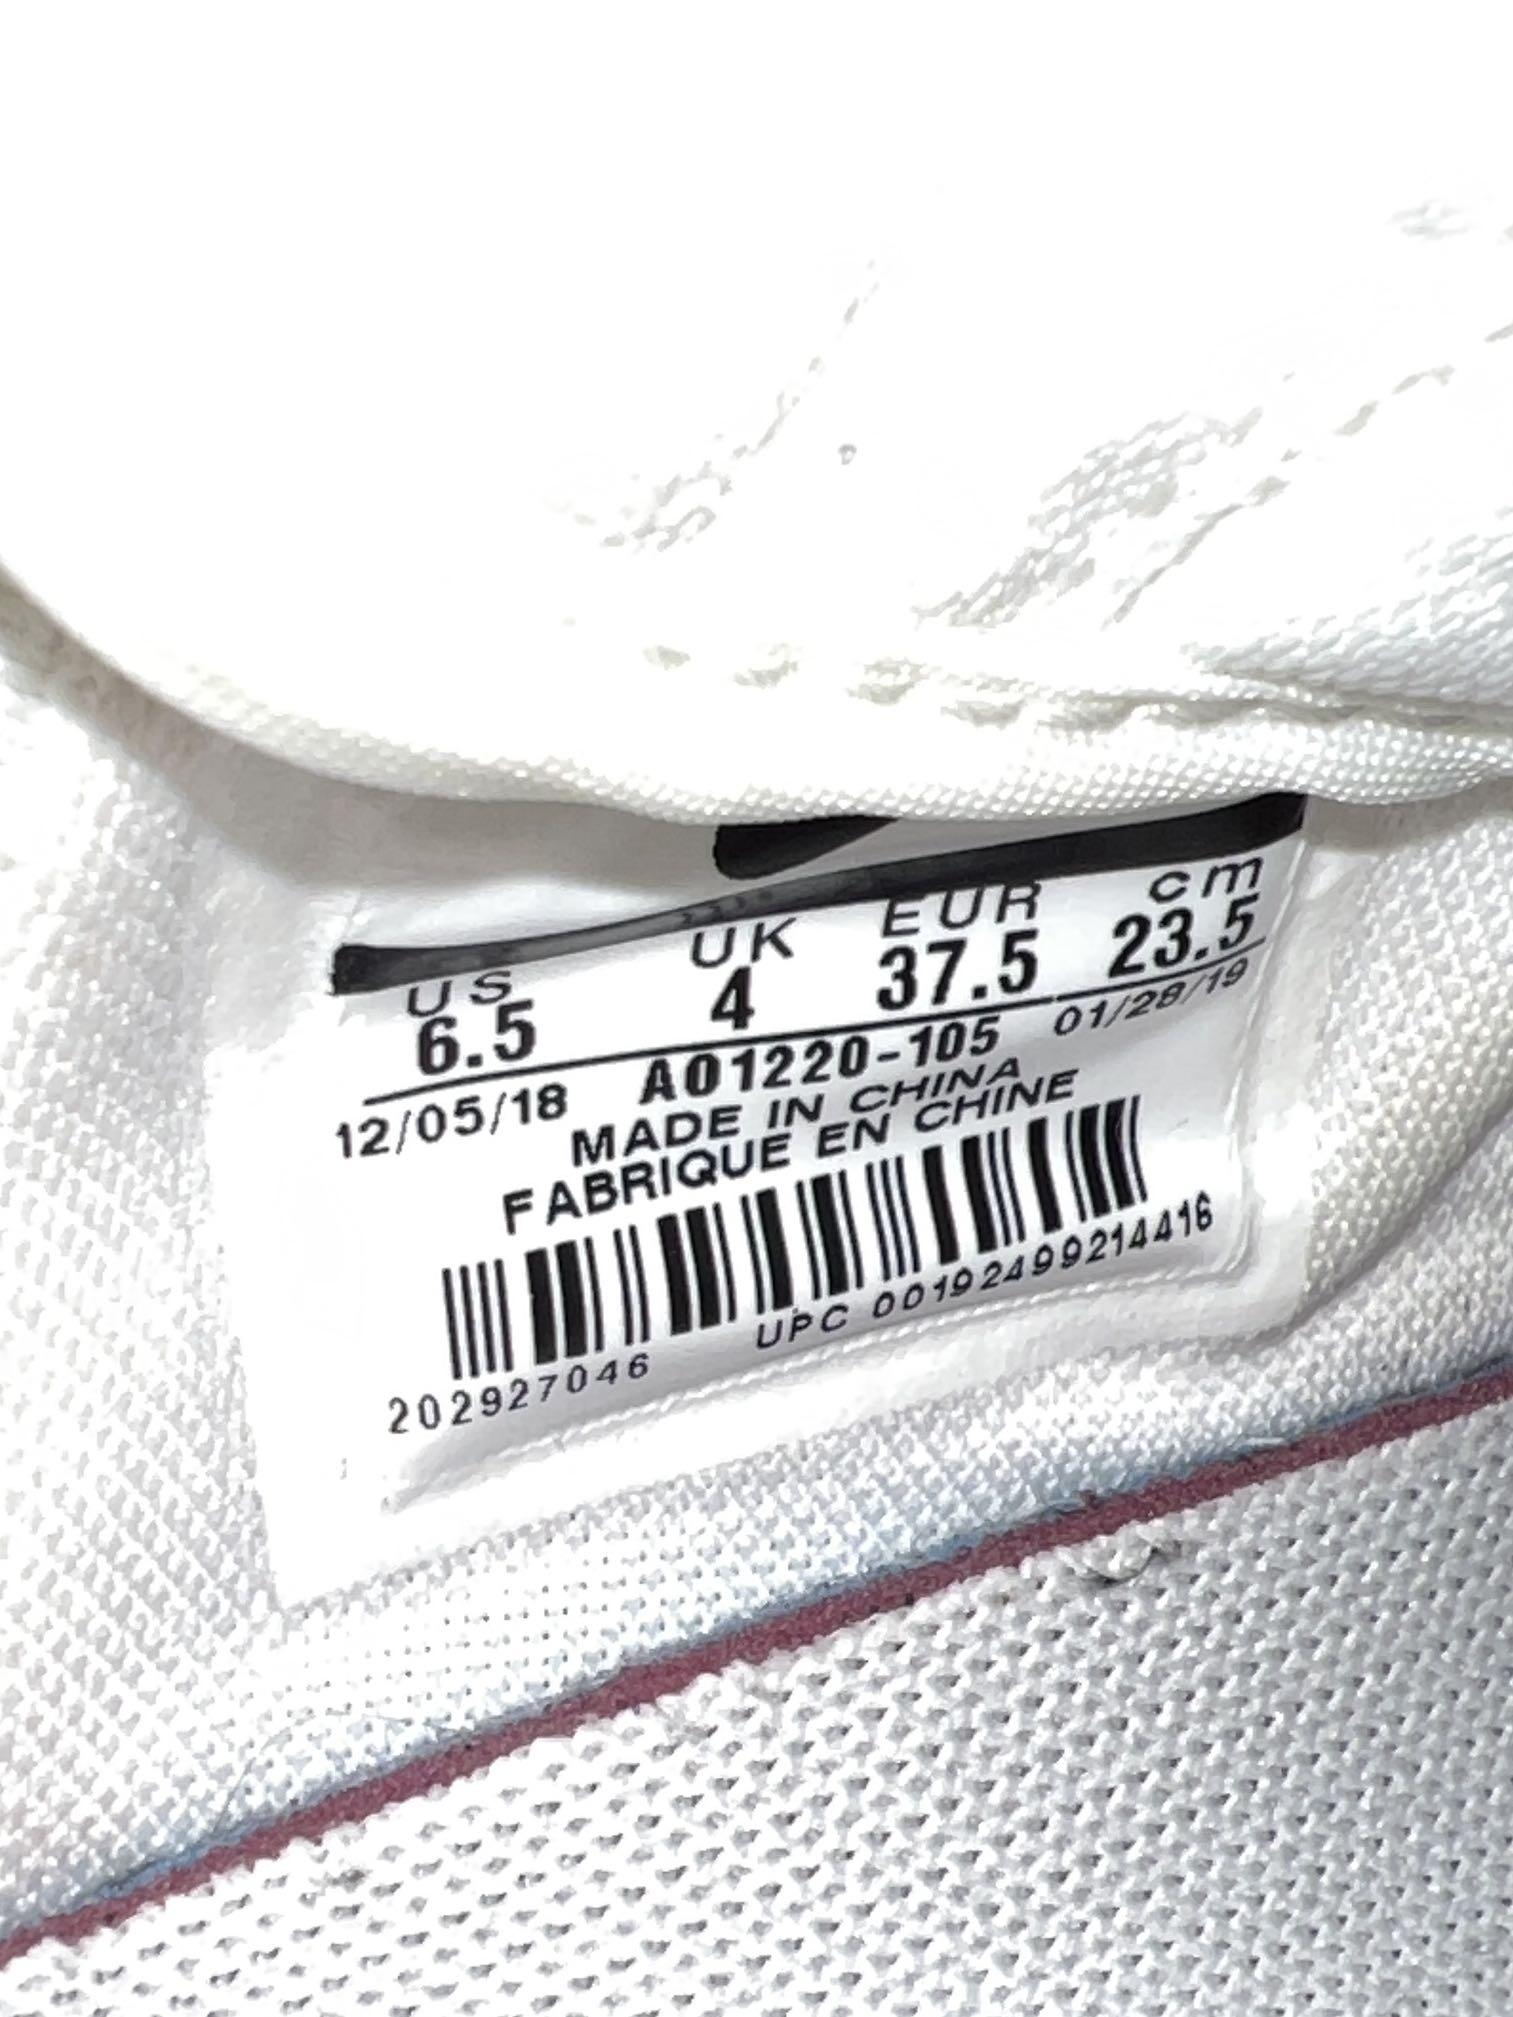 US UK EUR cm
6.5 4 37.5 23.5
12/05/18 AO1220-105 01/28/19
MADE IN CHINA
FABRIQUE EN CHINE
202927046 UPC 00192499214416